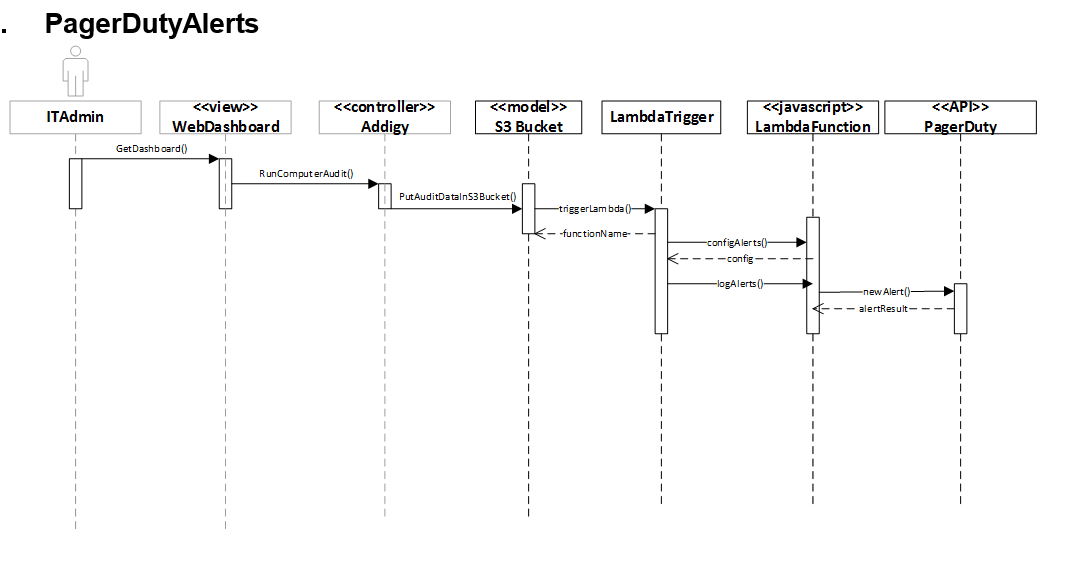 . PagerDutyAlerts
ITAdmin
<<view>>
WebDashboard
<<controller>>
Addigy
<<model>>
S3 Bucket
LambdaTrigger
<<javascript>>
LambdaFunction
<<API>>
PagerDuty
GetDashboard()
RunComputerAudit()
PutAuditDataInS3Bucket()
triggerLambda()
functionName
configAlerts()
config
logAlerts()
newAlert()
alertResult